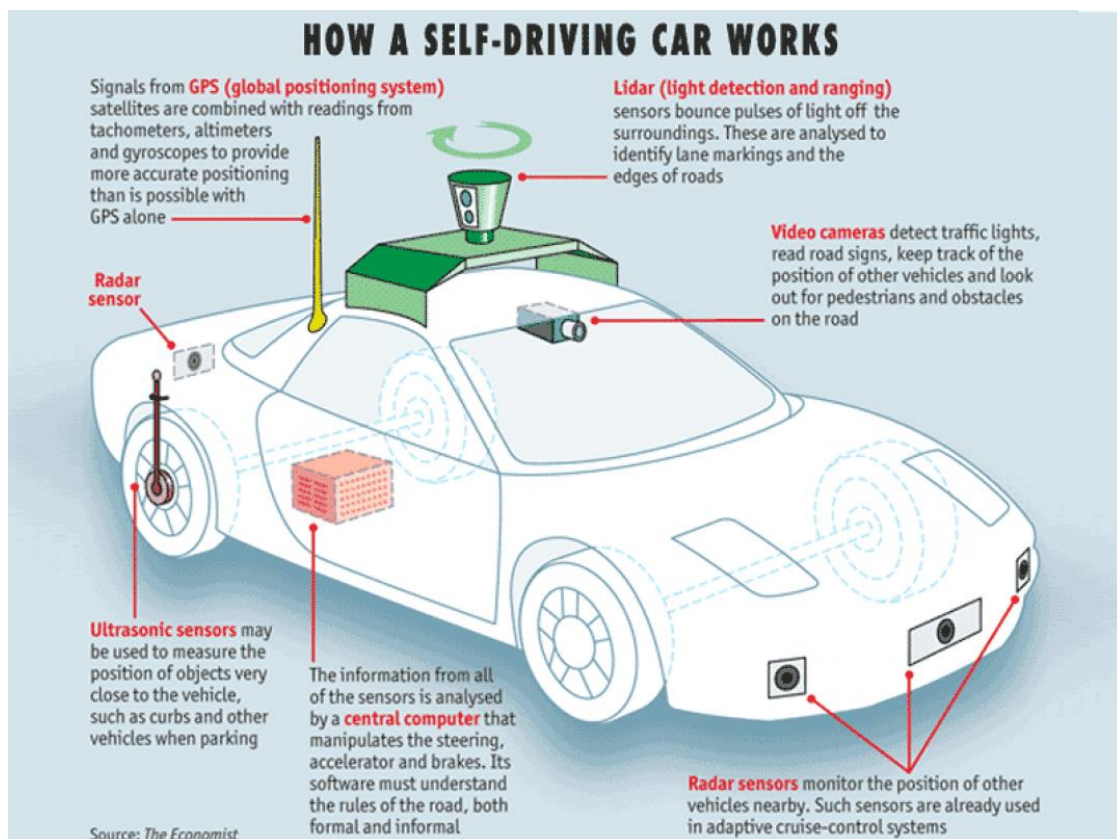 HOW A SELF-DRIVING CAR WORKS
Signals from GPS (global positioning system)
satellites are combined with readings from
tachometers, altimeters
and gyroscopes to provide
more accurate positioning
than is possible with
GPS alone
Lidar (light detection and ranging)
sensors bounce pulses of light off the
surroundings. These are analysed to
identify lane markings and the
edges of roads
Video cameras detect traffic lights,
read road signs, keep track of the
position of other vehicles and look
out for pedestrians and obstacles
on the road
Radar
sensor
Ultrasonic sensors may
be used to measure the
position of objects very
close to the vehicle,
such as curbs and other
vehicles when parking
The information from all
of the sensors is analysed
by a central computer that
manipulates the steering,
accelerator and brakes. Its
software must understand
the rules of the road, both
formal and informal
Radar sensors monitor the position of other
vehicles nearby. Such sensors are already used
in adaptive cruise-control systems
Source: The Economist